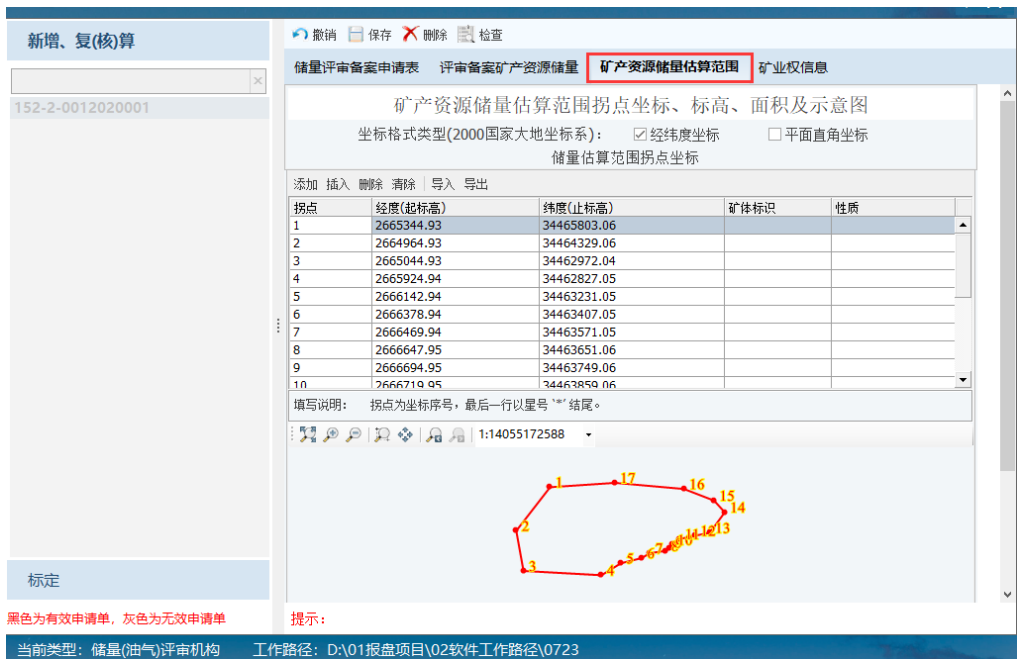 新增、复(核)算
撤销 保存 删除 检查
储量评审备案申请表 评审备案矿产资源储量 矿产资源储量估算范围 矿业权信息
152-2-0012020001
矿产资源储量估算范围拐点坐标、标高、面积及示意图
坐标格式类型(2000国家大地坐标系): 经纬度坐标 平面直角坐标
储量估算范围拐点坐标
添加 插入 删除 清除 导入 导出
拐点 经度(起标高) 纬度(止标高) 矿体标识 性质
1 2665344.93 34465803.06
2 2664964.93 34464329.06
3 2665044.93 34462972.04
4 2665924.94 34462827.05
5 2666142.94 34463231.05
6 2666378.94 34463407.05
7 2666469.94 34463571.05
8 2666647.95 34463651.06
9 2666694.95 34463749.06
10 2666719.95 34463859.06
填写说明: 拐点为坐标序号，最后一行以星号 '*' 结尾。
1:14055172588
1 17 16 15 14
2 13 12 11 10
3 4 5 6 7
标定
黑色为有效申请单，灰色为无效申请单
提示:
当前类型: 储量(油气)评审机构 工作路径: D:\01报盘项目\02软件工作路径\0723